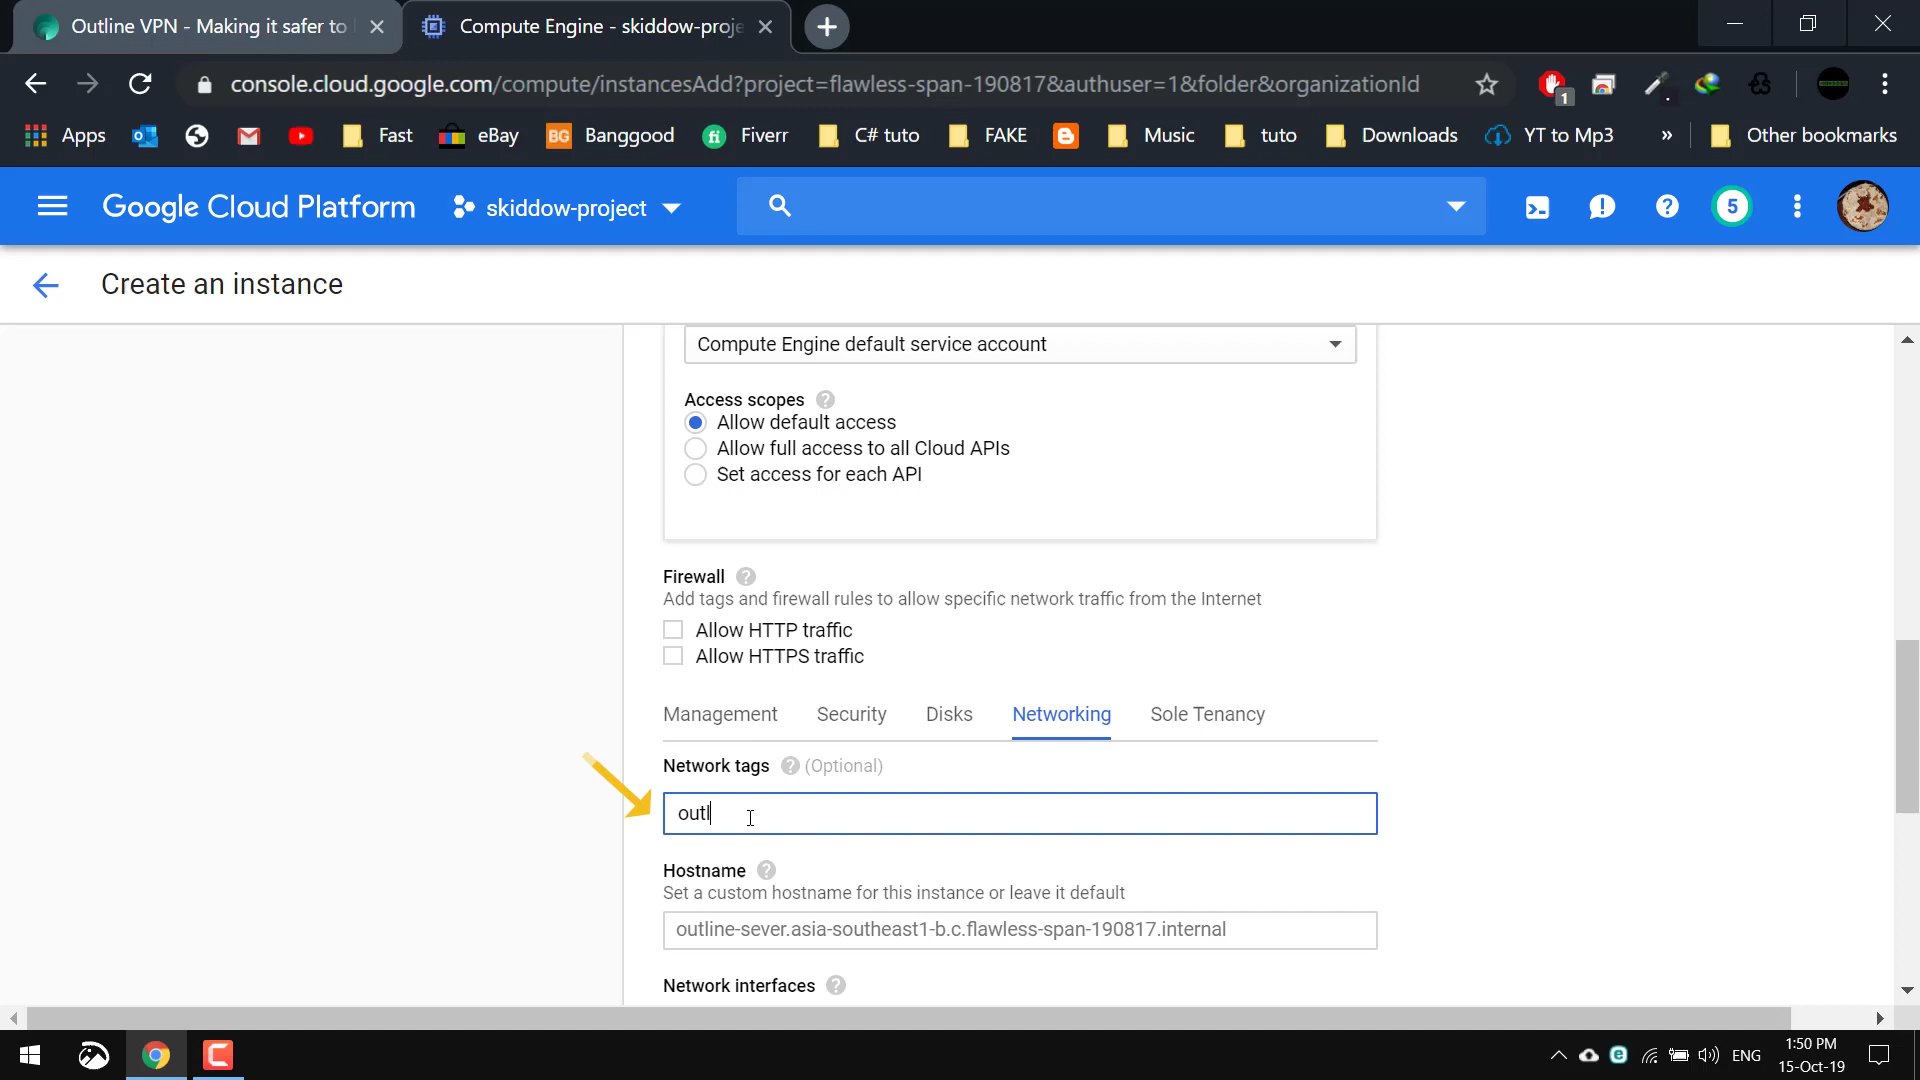 Outline VPN - Making it safer to
Compute Engine - skiddow-proje
console.cloud.google.com/compute/instancesAdd?project=flawless-span-190817&authuser=1&folder&organizationId
1
Apps
Fast
eBay
BG Banggood
fi Fiverr
C# tuto
FAKE
Music
tuto
Downloads
YT to Mp3
»
Other bookmarks
Google Cloud Platform
skiddow-project
5
Create an instance
Compute Engine default service account
Access scopes
Allow default access
Allow full access to all Cloud APIs
Set access for each API
Firewall
Add tags and firewall rules to allow specific network traffic from the Internet
Allow HTTP traffic
Allow HTTPS traffic
Management Security Disks Networking Sole Tenancy
Network tags (Optional)
outl
Hostname
Set a custom hostname for this instance or leave it default
outline-sever.asia-southeast1-b.c.flawless-span-190817.internal
Network interfaces
ENG
1:50 PM
15-Oct-19